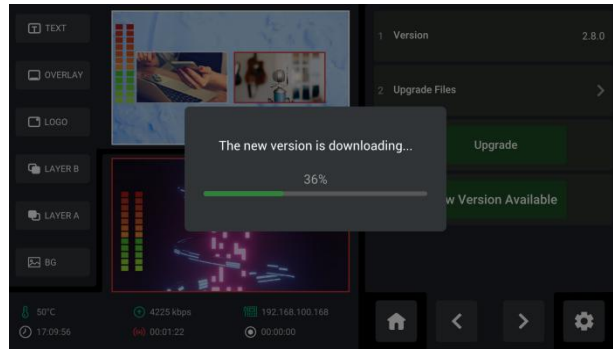 TEXT
OVERLAY
LOGO
LAYER B
LAYER A
BG
1 Version 2.8.0
2 Upgrade Files
The new version is downloading...
36%
Upgrade
w Version Available
50°C
4225 kbps
192.168.100.168
17:09:56
00:01:22
00:00:00